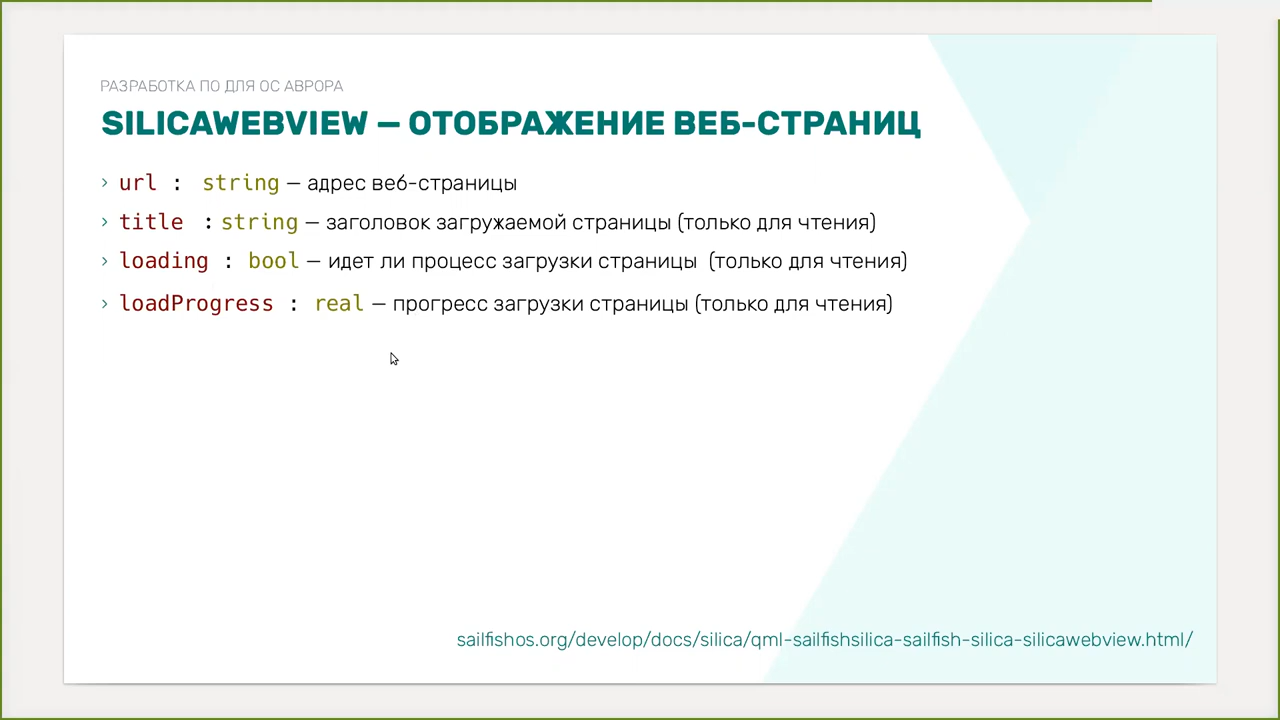 РАЗРАБОТКА ПО ДЛЯ ОС АВРОРА
SILICAWEBVIEW — ОТОБРАЖЕНИЕ ВЕБ-СТРАНИЦ
› url : string — адрес веб-страницы
› title : string — заголовок загружаемой страницы (только для чтения)
› loading : bool — идет ли процесс загрузки страницы (только для чтения)
› loadProgress : real — прогресс загрузки страницы (только для чтения)
sailfishos.org/develop/docs/silica/qml-sailfishsilica-sailfish-silica-silicawebview.html/